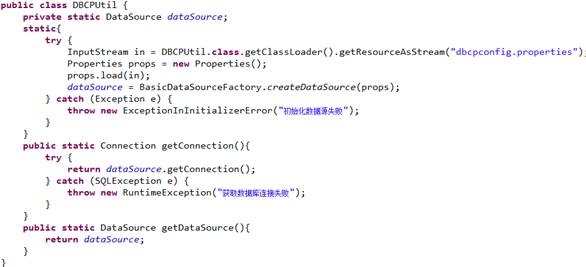 public class DBCPUtil {
    private static DataSource dataSource;
    static{
        try {
            InputStream in = DBCPUtil.class.getClassLoader().getResourceAsStream("dbcpconfig.properties");
            Properties props = new Properties();
            props.load(in);
            dataSource = BasicDataSourceFactory.createDataSource(props);
        } catch (Exception e) {
            throw new ExceptionInInitializerError("初始化数据源失败");
        }
    }
    public static Connection getConnection(){
        try {
            return dataSource.getConnection();
        } catch (SQLException e) {
            throw new RuntimeException("获取数据库连接失败");
        }
    }
    public static DataSource getDataSource(){
        return dataSource;
    }
}